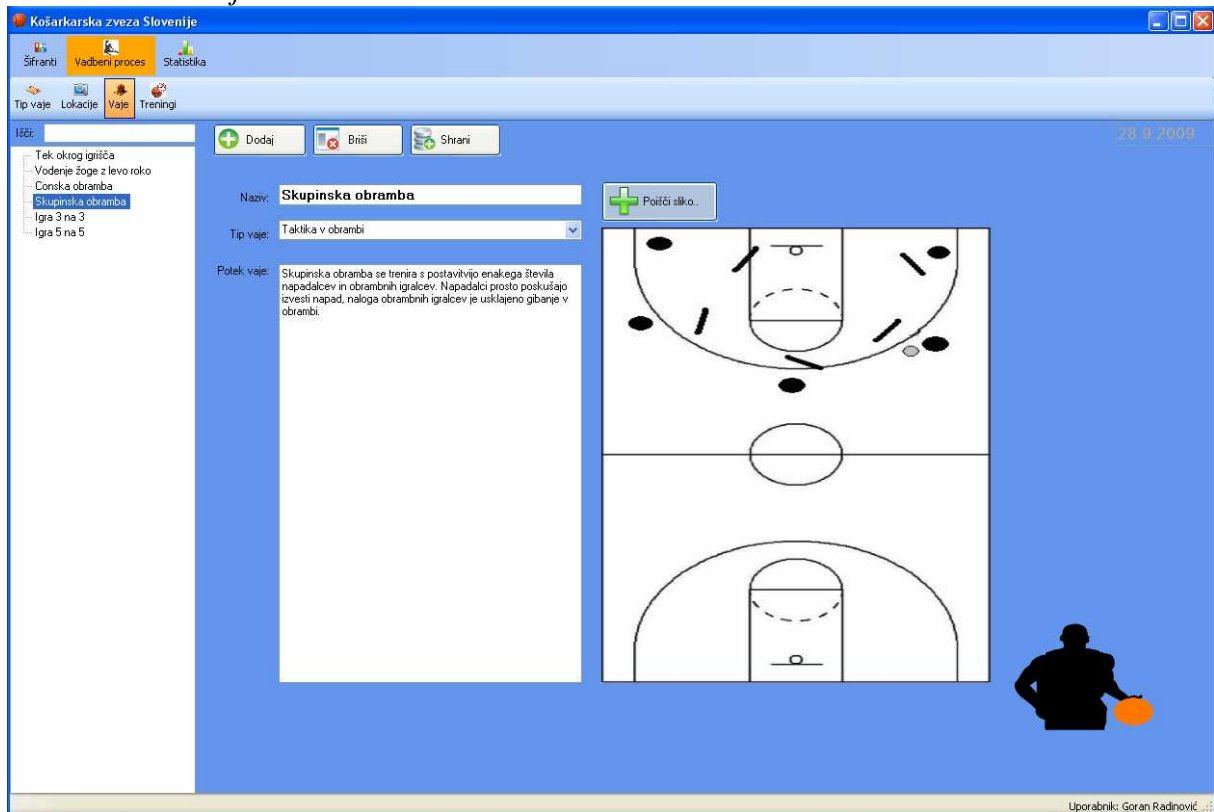 Košarkarska zveza Slovenije
Šifranti
Vadbeni proces
Statistika
Tip vaje
Lokacije
Vaje
Treningi
Išči:
Dodaj
Briši
Shrani
28.9.2009
Tek okrog igrišča
Vodenje žoge z levo roko
Conska obramba
Skupinska obramba
Igra 3 na 3
Igra 5 na 5
Naziv: Skupinska obramba
Poišči sliko..
Tip vaje: Taktika v obrambi
Potek vaje: Skupinska obramba se trenira s postavitvijo enakega števila
napadalcev in obrambnih igralcev. Napadalci prosto poskušajo
izvesti napad, naloga obrambnih igralcev je usklajeno gibanje v
obrambi.
Uporabnik: Goran Radinović